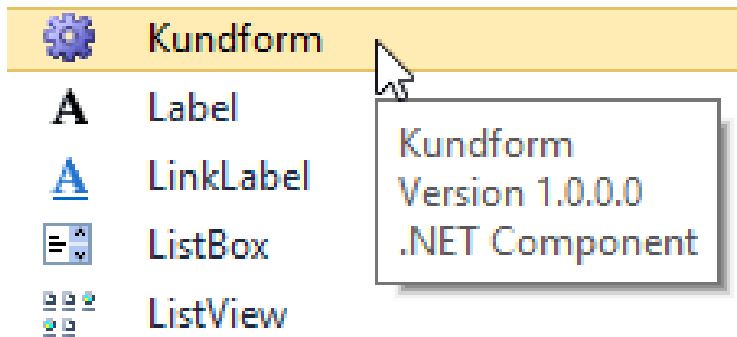 Kundform
Label
LinkLabel
ListBox
ListView
Kundform
Version 1.0.0.0
.NET Component